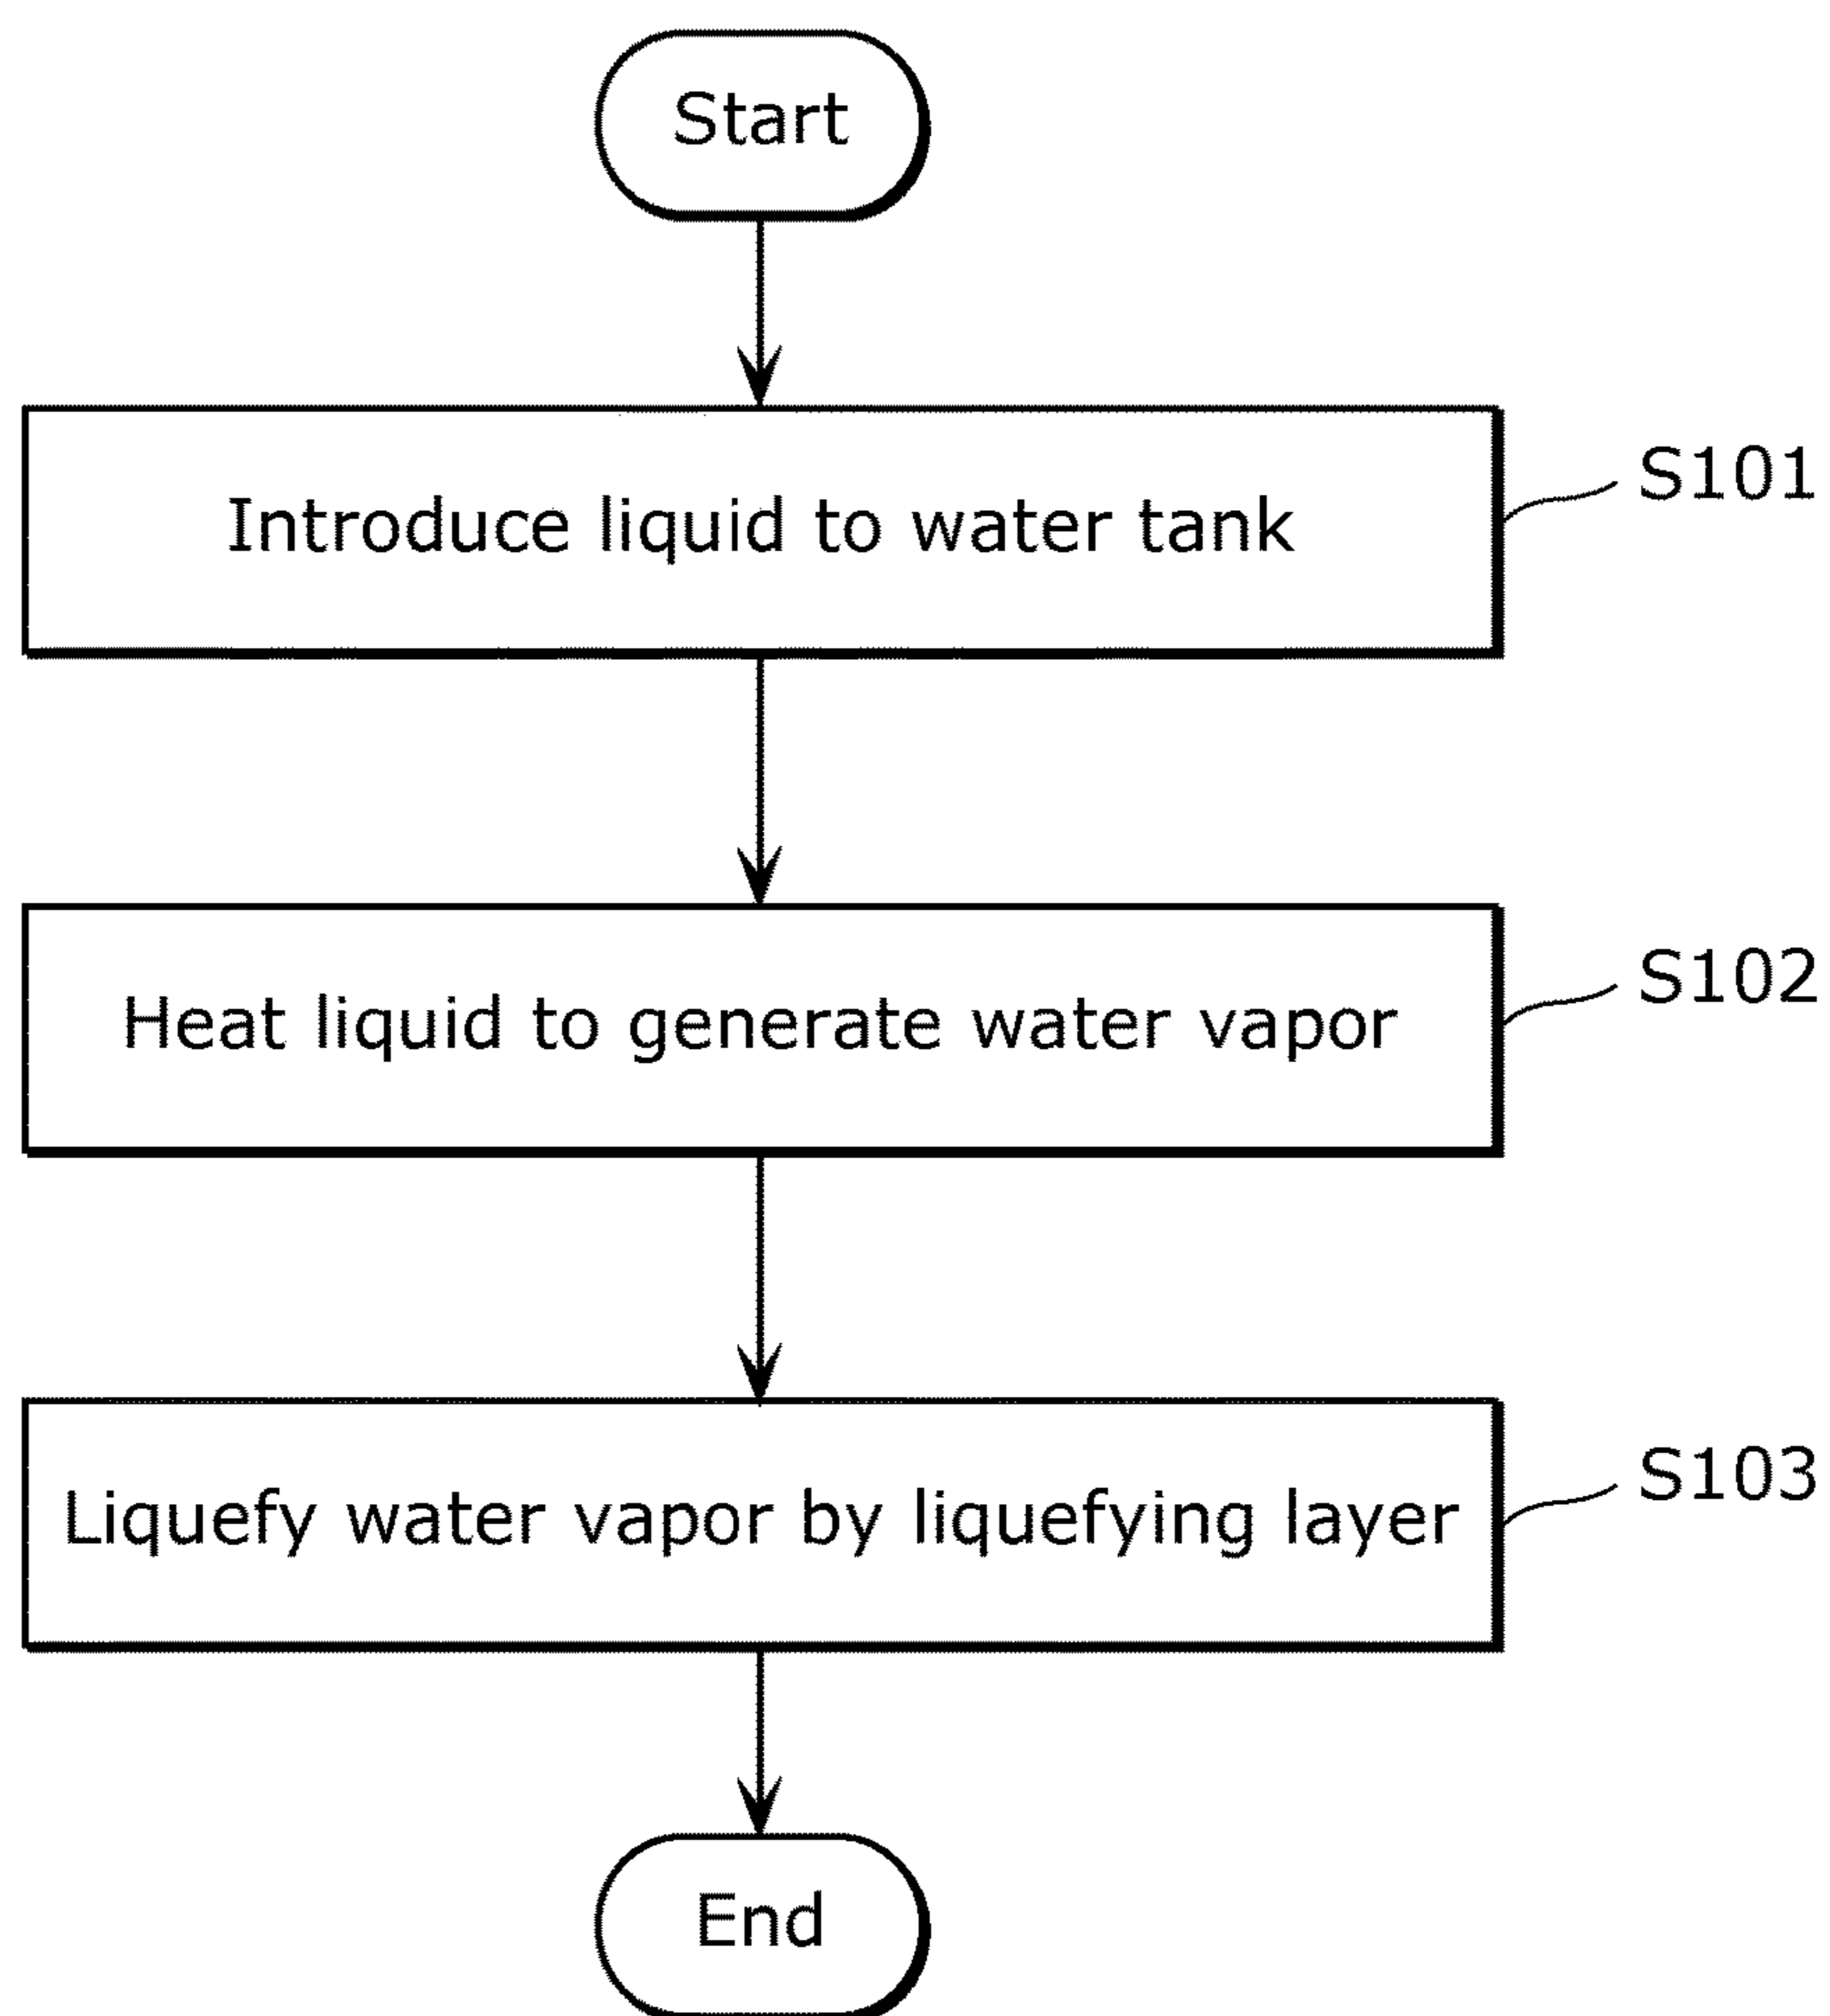 Start
Introduce liquid to water tank
S101
Heat liquid to generate water vapor
S102
Liquefy water vapor by liquefying layer
S103
End